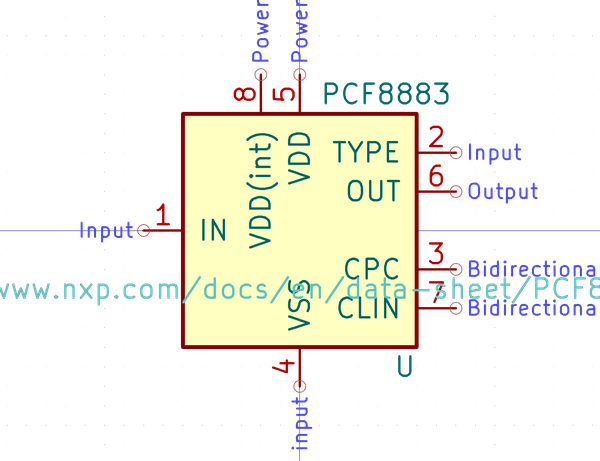 Power
Power
8
5
PCF8883
VDD(int)
VDD
TYPE
2
Input
OUT
6
Output
Input
1
IN
CPC
3
Bidirectiona
www.nxp.com/docs/en/data-sheet/PCF8
VSS
CLIN
7
Bidirectiona
4
U
input